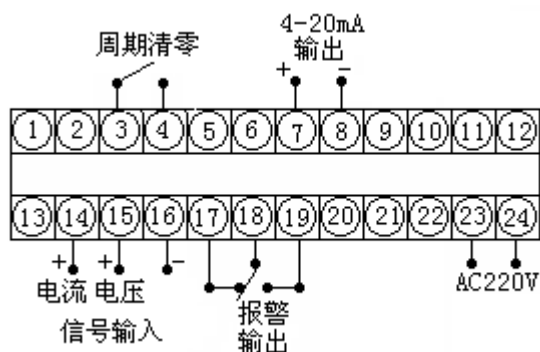 周期清零
4-20mA
输出
+ -
① ② ③ ④ ⑤ ⑥ ⑦ ⑧ ⑨ ⑩ ⑪ ⑫
⑬ ⑭ ⑮ ⑯ ⑰ ⑱ ⑲ ⑳ ㉑ ㉒ ㉓ ㉔
+ + -
电流 电压
信号输入
报警
输出
AC220V